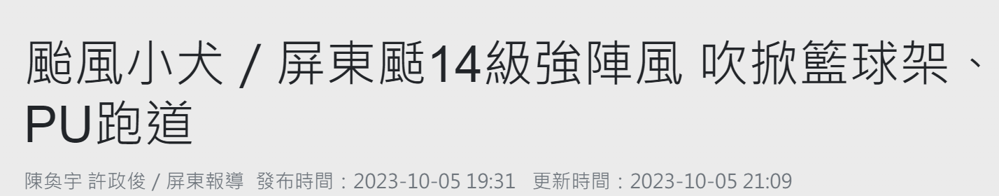 颱風小犬／屏東颳14級強陣風 吹掀籃球架、
PU跑道
陳奐宇 許政俊 / 屏東報導 發布時間：2023-10-05 19:31 更新時間：2023-10-05 21:09